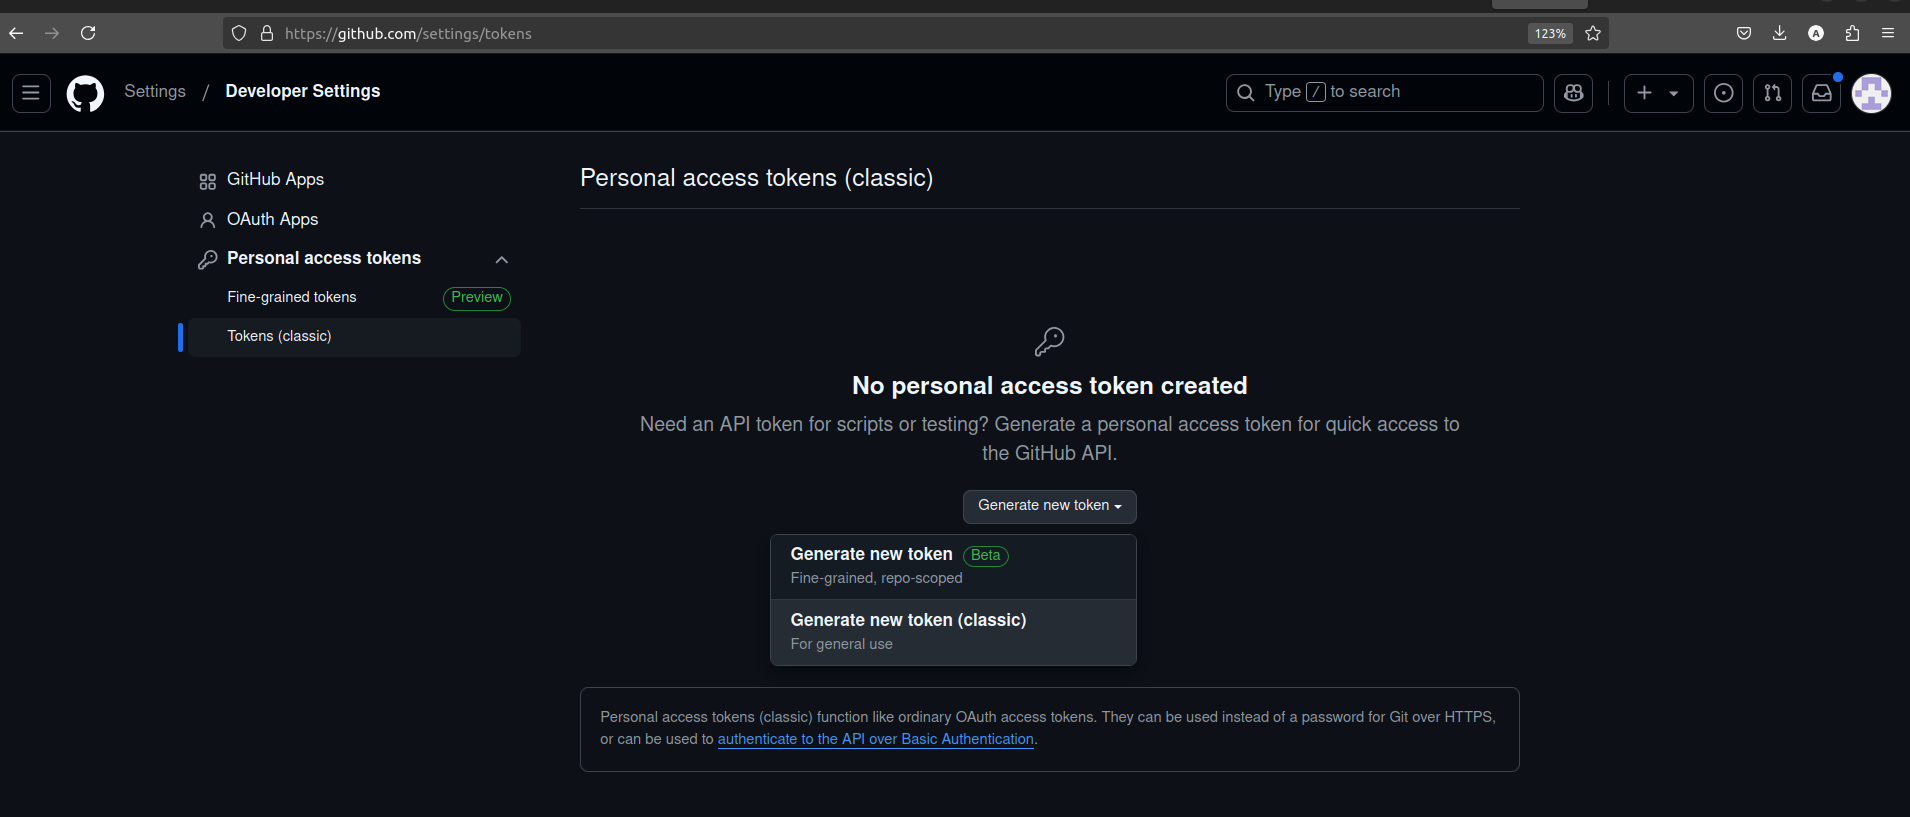 https://github.com/settings/tokens
123%
A
Settings / Developer Settings
Type / to search
GitHub Apps
OAuth Apps
Personal access tokens
Fine-grained tokens Preview
Tokens (classic)
Personal access tokens (classic)
No personal access token created
Need an API token for scripts or testing? Generate a personal access token for quick access to
the GitHub API.
Generate new token
Generate new token Beta
Fine-grained, repo-scoped
Generate new token (classic)
For general use
Personal access tokens (classic) function like ordinary OAuth access tokens. They can be used instead of a password for Git over HTTPS,
or can be used to authenticate to the API over Basic Authentication.